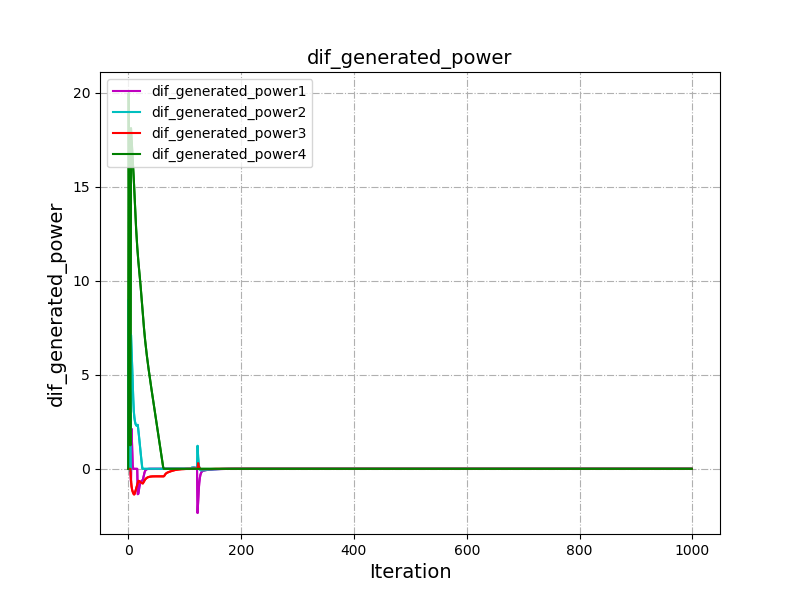 dif_generated_power
dif_generated_power1
dif_generated_power2
dif_generated_power3
dif_generated_power4
dif_generated_power
20
15
10
5
0
0
200
400
600
800
1000
Iteration